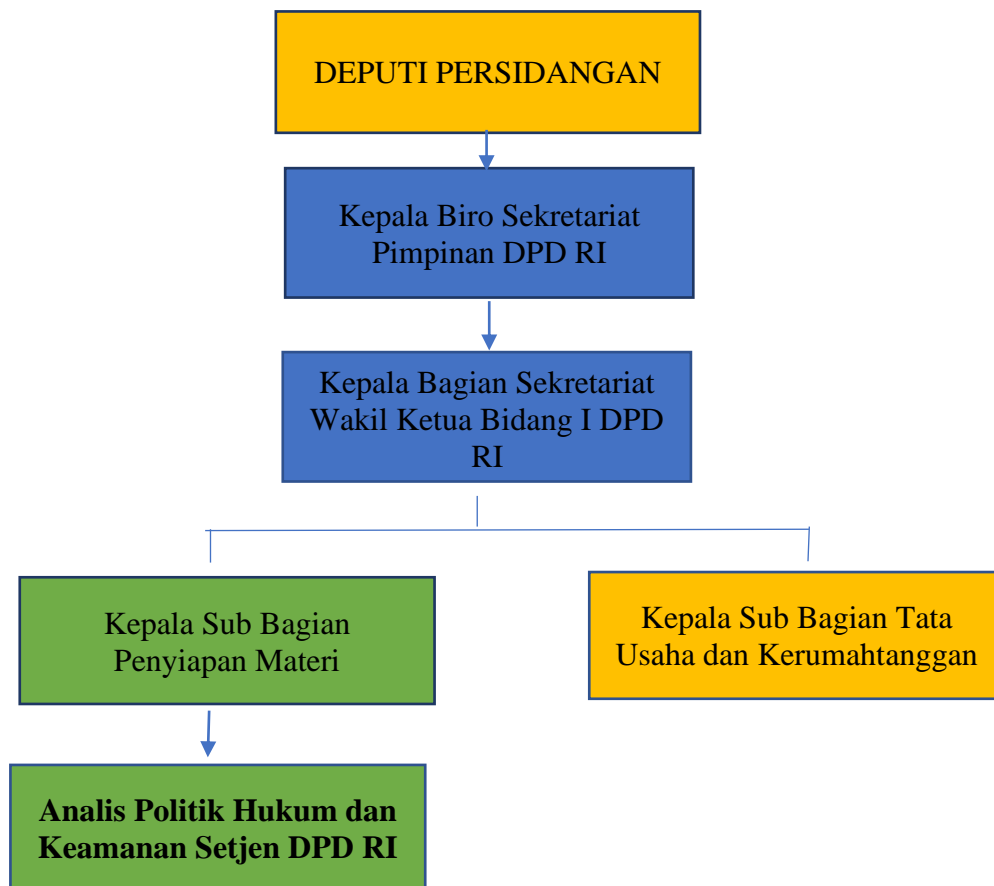 DEPUTI PERSIDANGAN
Kepala Biro Sekretariat
Pimpinan DPD RI
Kepala Bagian Sekretariat
Wakil Ketua Bidang I DPD
RI
Kepala Sub Bagian
Penyiapan Materi
Kepala Sub Bagian Tata
Usaha dan Kerumahtanggan
Analis Politik Hukum dan
Keamanan Setjen DPD RI